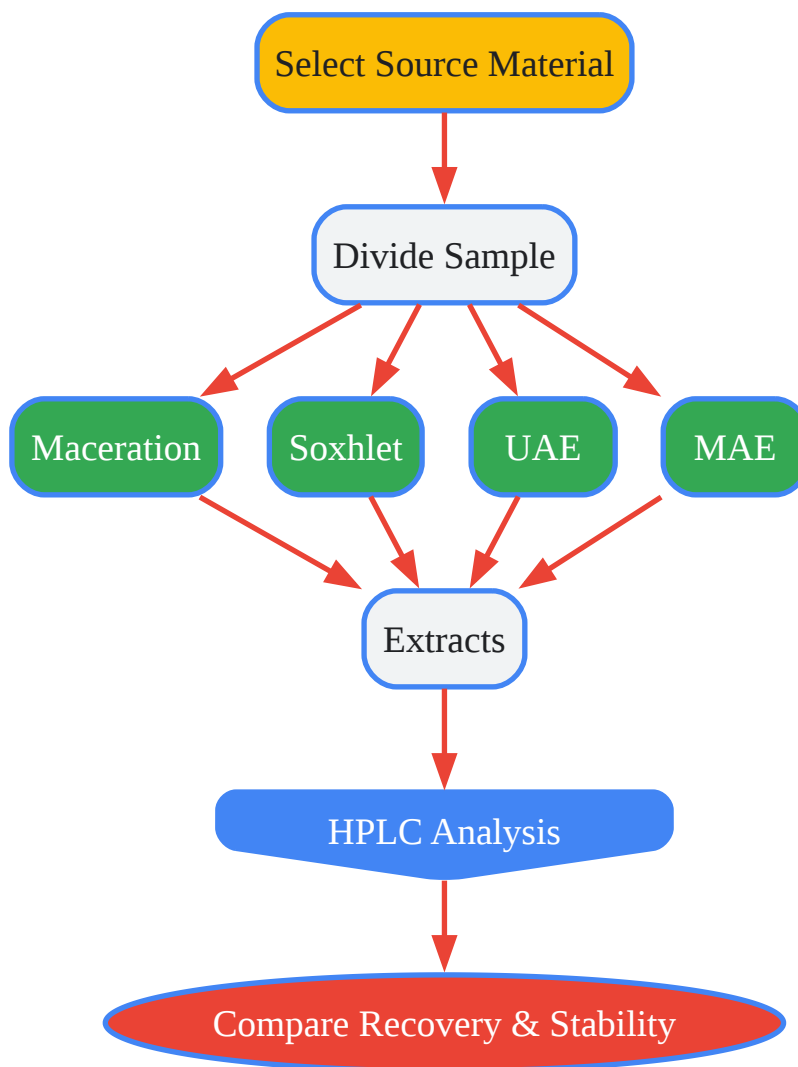 Select Source Material
Divide Sample
Maceration
Soxhlet
UAE
MAE
Extracts
HPLC Analysis
Compare Recovery & Stability